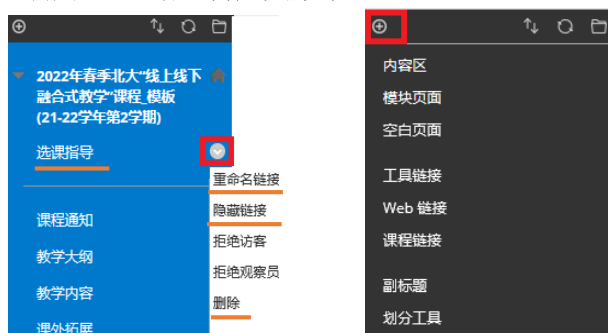 2022年春季北大“线上线下
融合式教学”课程_模板
(21-22学年第2学期)
选课指导
课程通知
教学大纲
教学内容
课外拓展
重命名链接
隐藏链接
拒绝访客
拒绝观察员
删除
内容区
模块页面
空白页面
工具链接
Web 链接
课程链接
副标题
划分工具